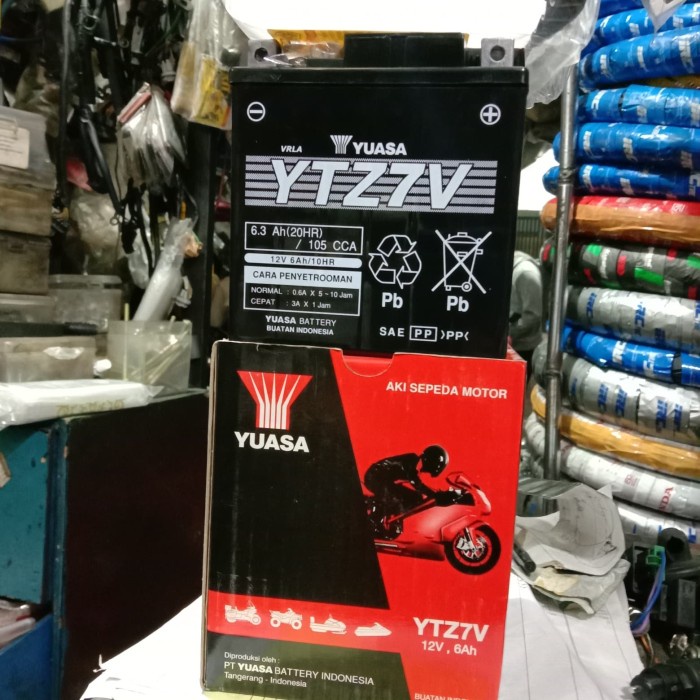 VRLA YUASA
YTZ7V
6.3 Ah(20HR)
/ 105 CCA
12V 6Ah/10HR
CARA PENYETROOMAN
NORMAL : 0.6A X 5~10 Jam
CEPAT : 3A X 1 Jam
YUASA BATTERY
BUATAN INDONESIA
Pb
Pb
SAE PP >PP<
AKI SEPEDA MOTOR
YUASA
YTZ7V
12V , 6Ah
Diproduksi oleh :
PT YUASA BATTERY INDONESIA
Tangerang - Indonesia
IRC
IRC